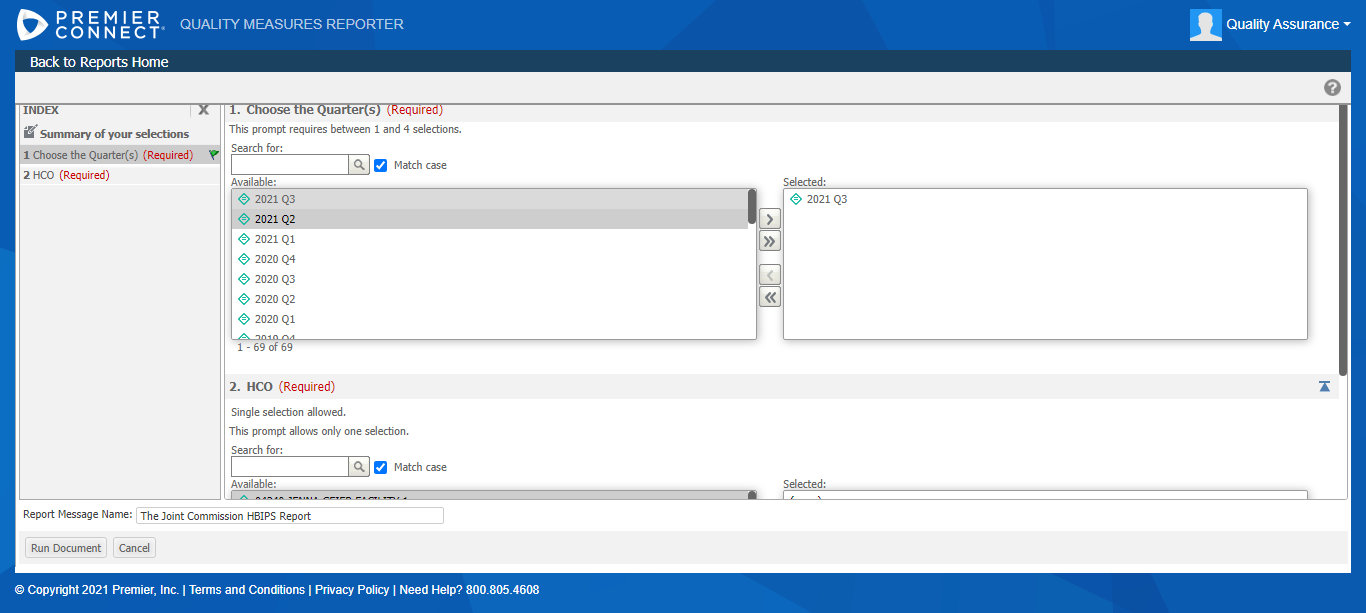 PREMIER CONNECT QUALITY MEASURES REPORTER
Quality Assurance
Back to Reports Home
?
INDEX X
Summary of your selections
1 Choose the Quarter(s) (Required)
2 HCO (Required)
1. Choose the Quarter(s) (Required)
This prompt requires between 1 and 4 selections.
Search for:
Match case
Available:
2021 Q3
2021 Q2
2021 Q1
2020 Q4
2020 Q3
2020 Q2
2020 Q1
2019 Q4
1 - 69 of 69
Selected:
2021 Q3
2. HCO (Required)
Single selection allowed.
This prompt allows only one selection.
Search for:
Match case
Available:
Selected:
Report Message Name: The Joint Commission HBIPS Report
Run Document Cancel
© Copyright 2021 Premier, Inc. | Terms and Conditions | Privacy Policy | Need Help? 800.805.4608